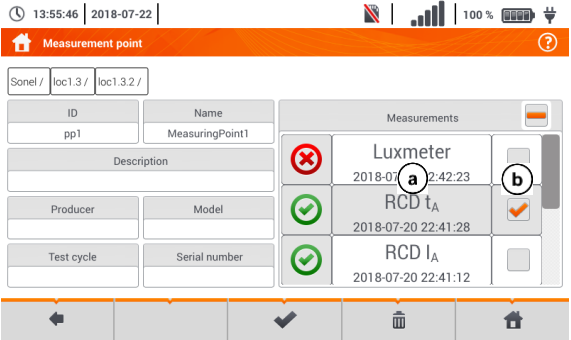 13:55:46 2018-07-22 100 %
Measurement point ?
Sonel / loc1.3 / loc1.3.2 /
ID Name Measurements
pp1 MeasuringPoint1
Description
Producer Model
Test cycle Serial number
Luxmeter
2018-07 2:42:23
a b
RCD tA
2018-07-20 22:41:28
RCD IA
2018-07-20 22:41:12